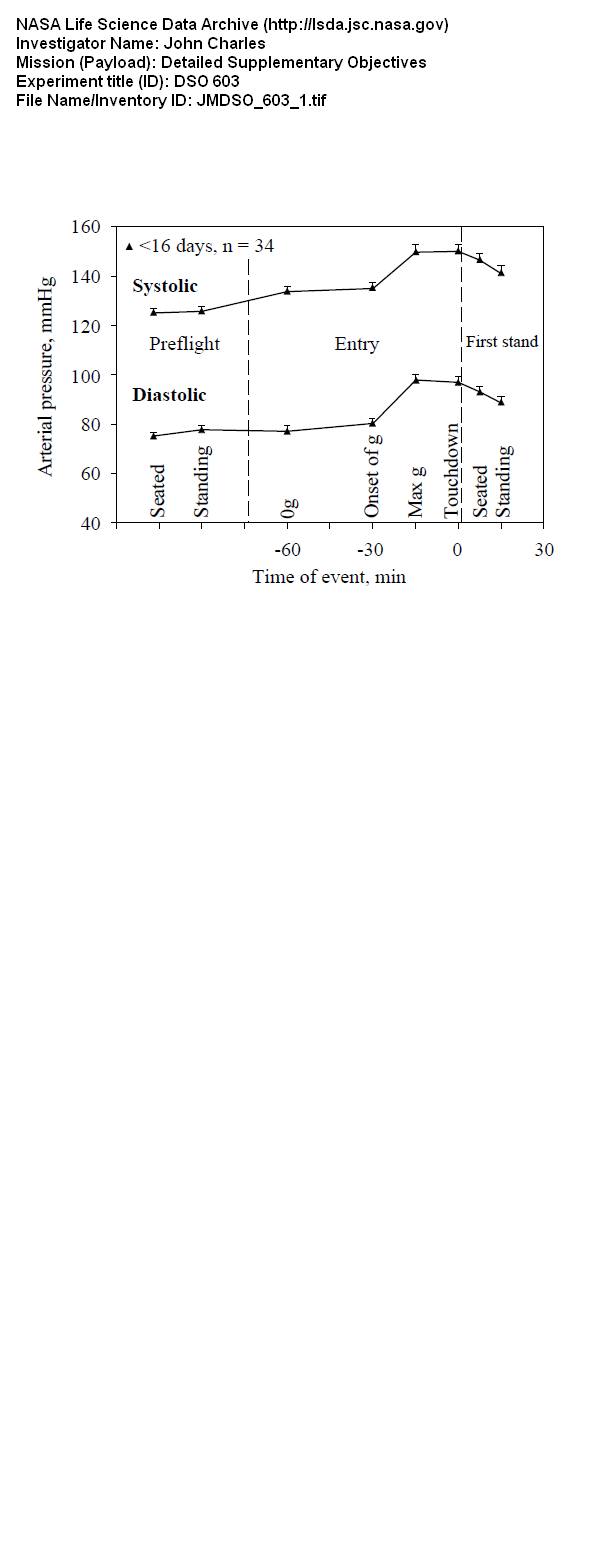 NASA Life Science Data Archive (http://lsda.jsc.nasa.gov)
Investigator Name: John Charles
Mission (Payload): Detailed Supplementary Objectives
Experiment title (ID): DSO 603
File Name/Inventory ID: JMDSO_603_1.tif
Arterial pressure, mmHg
160
140
120
100
80
60
40
▲ <16 days, n = 34
Systolic
Preflight
Entry
First stand
Diastolic
Seated
Standing
0g
Onset of g
Max g
Touchdown
Seated
Standing
-60
-30
0
30
Time of event, min